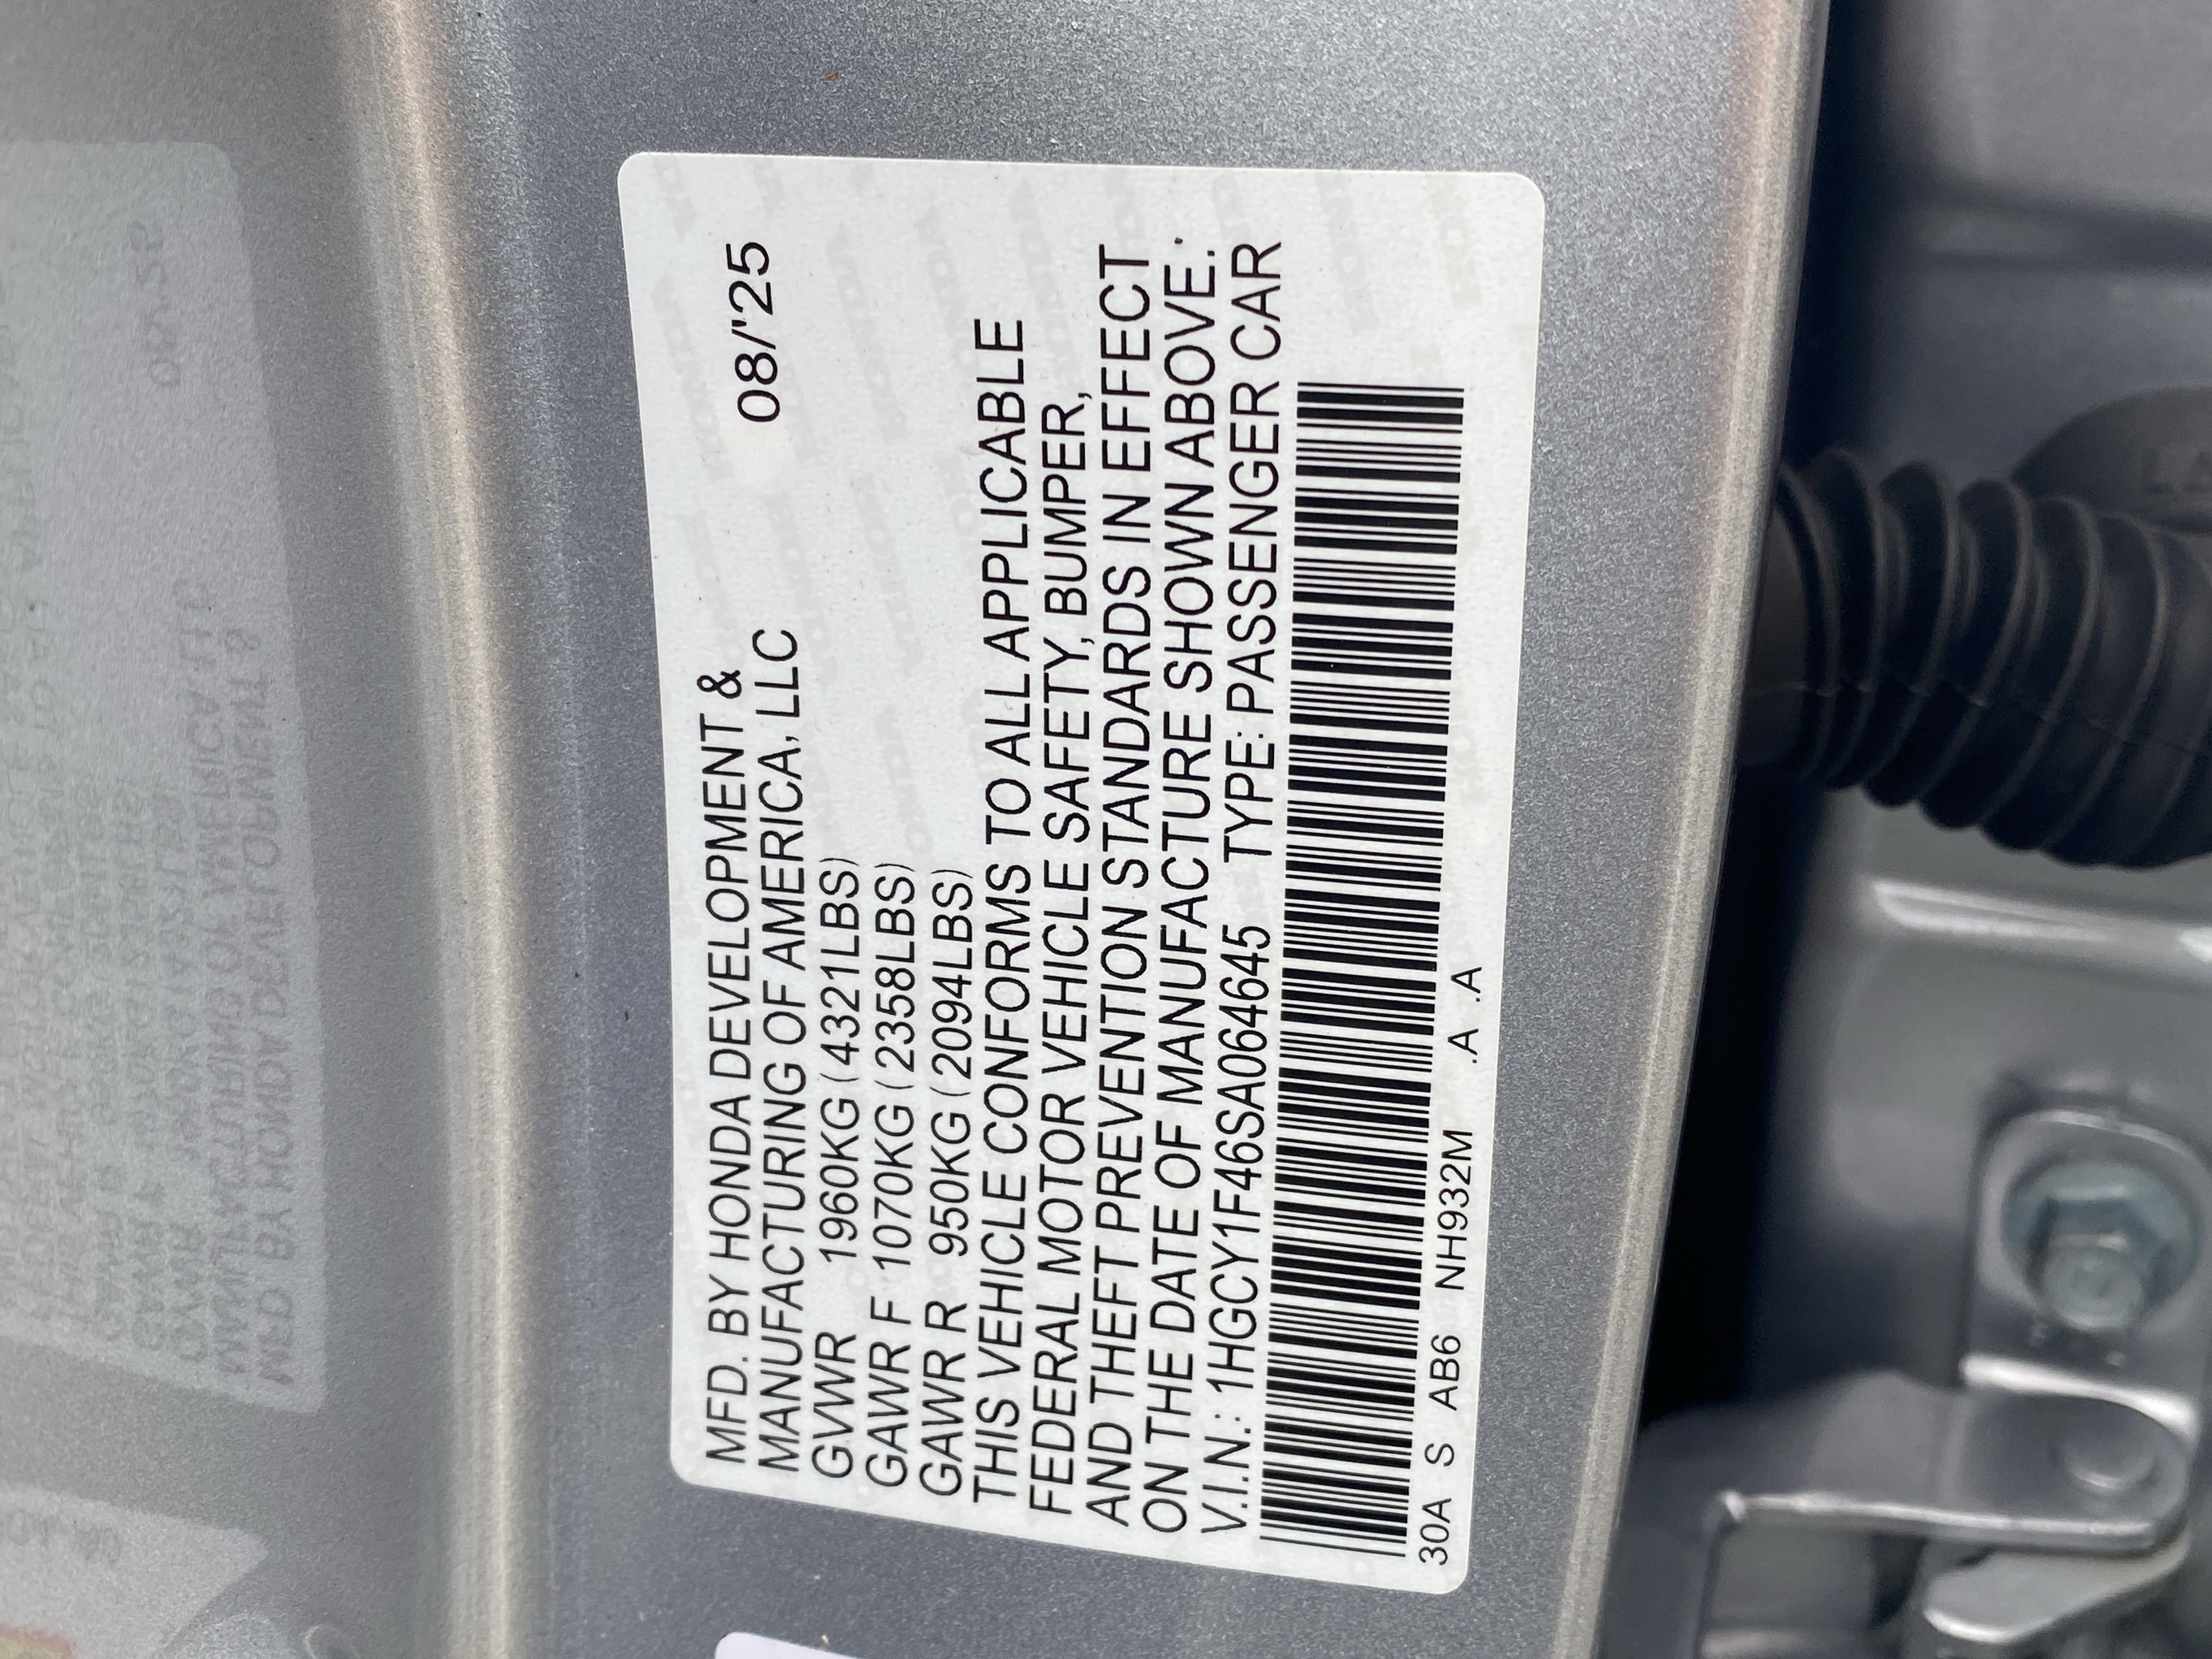 MFD. BY HONDA DEVELOPMENT &
MANUFACTURING OF AMERICA, LLC 08/'25
GVWR 1960KG (4321LBS)
GAWR F 1070KG (2358LBS)
GAWR R 950KG (2094LBS)
THIS VEHICLE CONFORMS TO ALL APPLICABLE
FEDERAL MOTOR VEHICLE SAFETY, BUMPER,
AND THEFT PREVENTION STANDARDS IN EFFECT
ON THE DATE OF MANUFACTURE SHOWN ABOVE.
V.I.N.: 1HGCY1F46SA064645 TYPE: PASSENGER CAR
30A S AB6 NH932M .A .A